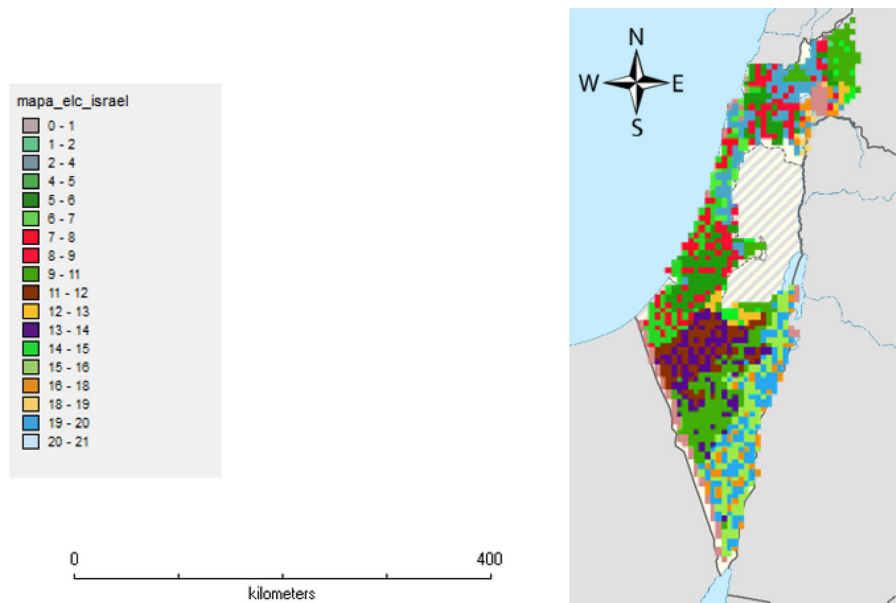 mapa_elc_israel
0 - 1
1 - 2
2 - 4
4 - 5
5 - 6
6 - 7
7 - 8
8 - 9
9 - 11
11 - 12
12 - 13
13 - 14
14 - 15
15 - 16
16 - 18
18 - 19
19 - 20
20 - 21
N
W E
S
0 400
kilometers